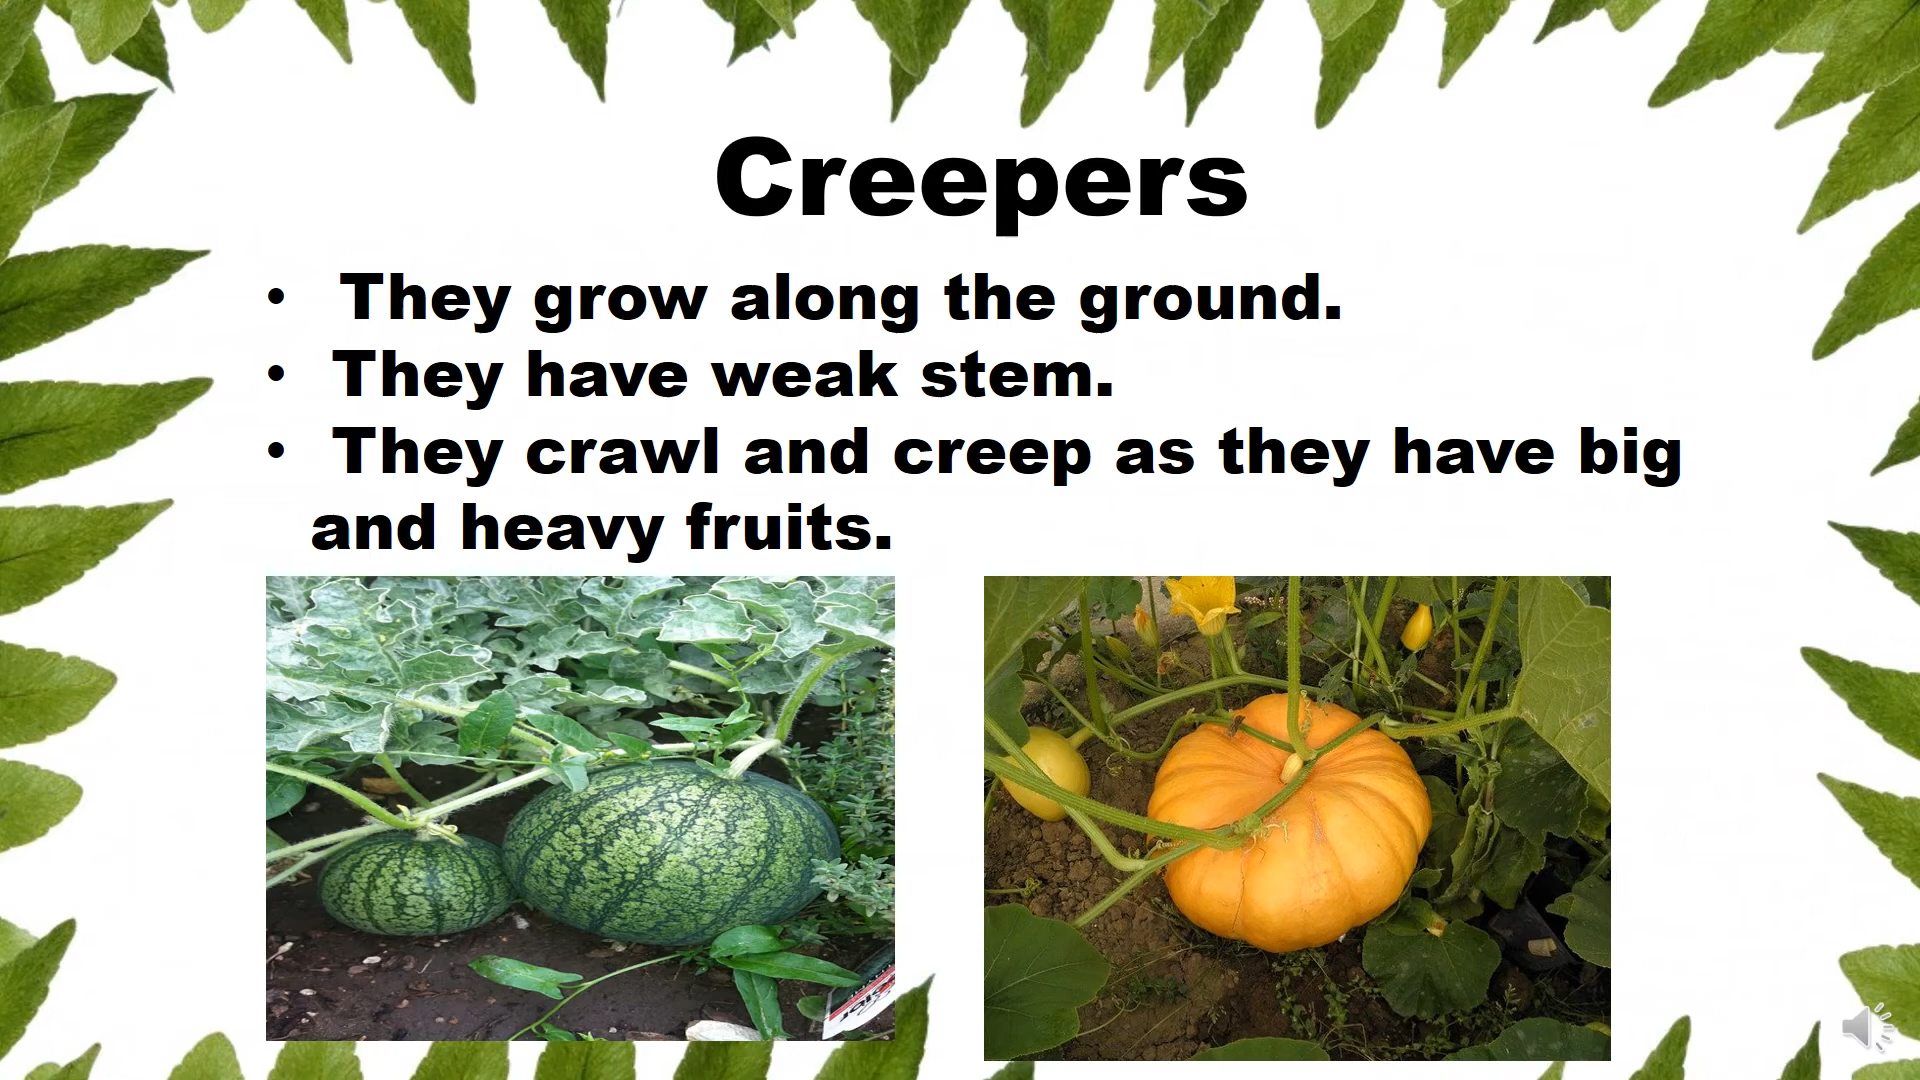 Creepers
• They grow along the ground.
• They have weak stem.
• They crawl and creep as they have big
and heavy fruits.